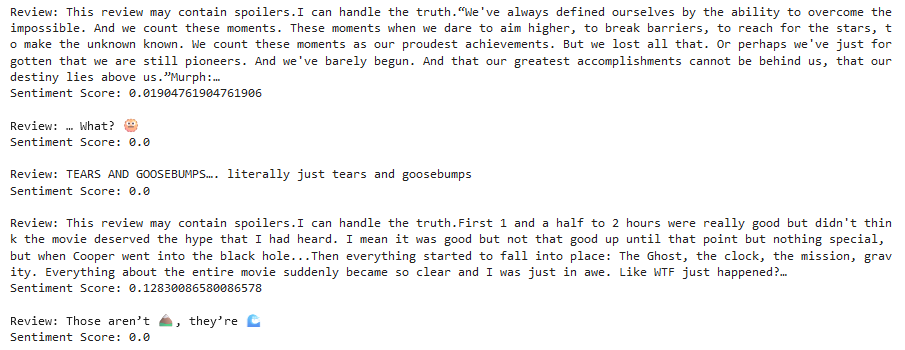 Review: This review may contain spoilers.I can handle the truth.“We've always defined ourselves by the ability to overcome the
impossible. And we count these moments. These moments when we dare to aim higher, to break barriers, to reach for the stars, t
o make the unknown known. We count these moments as our proudest achievements. But we lost all that. Or perhaps we've just for
gotten that we are still pioneers. And we've barely begun. And that our greatest accomplishments cannot be behind us, that our
destiny lies above us.”Murph:…
Sentiment Score: 0.01904761904761906
Review: … What? 😳
Sentiment Score: 0.0
Review: TEARS AND GOOSEBUMPS…. literally just tears and goosebumps
Sentiment Score: 0.0
Review: This review may contain spoilers.I can handle the truth.First 1 and a half to 2 hours were really good but didn't thin
k the movie deserved the hype that I had heard. I mean it was good but not that good up until that point but nothing special,
but when Cooper went into the black hole...Then everything started to fall into place: The Ghost, the clock, the mission, grav
ity. Everything about the entire movie suddenly became so clear and I was just in awe. Like WTF just happened?…
Sentiment Score: 0.12830086580086578
Review: Those aren’t ⛰️, they’re 🌊
Sentiment Score: 0.0